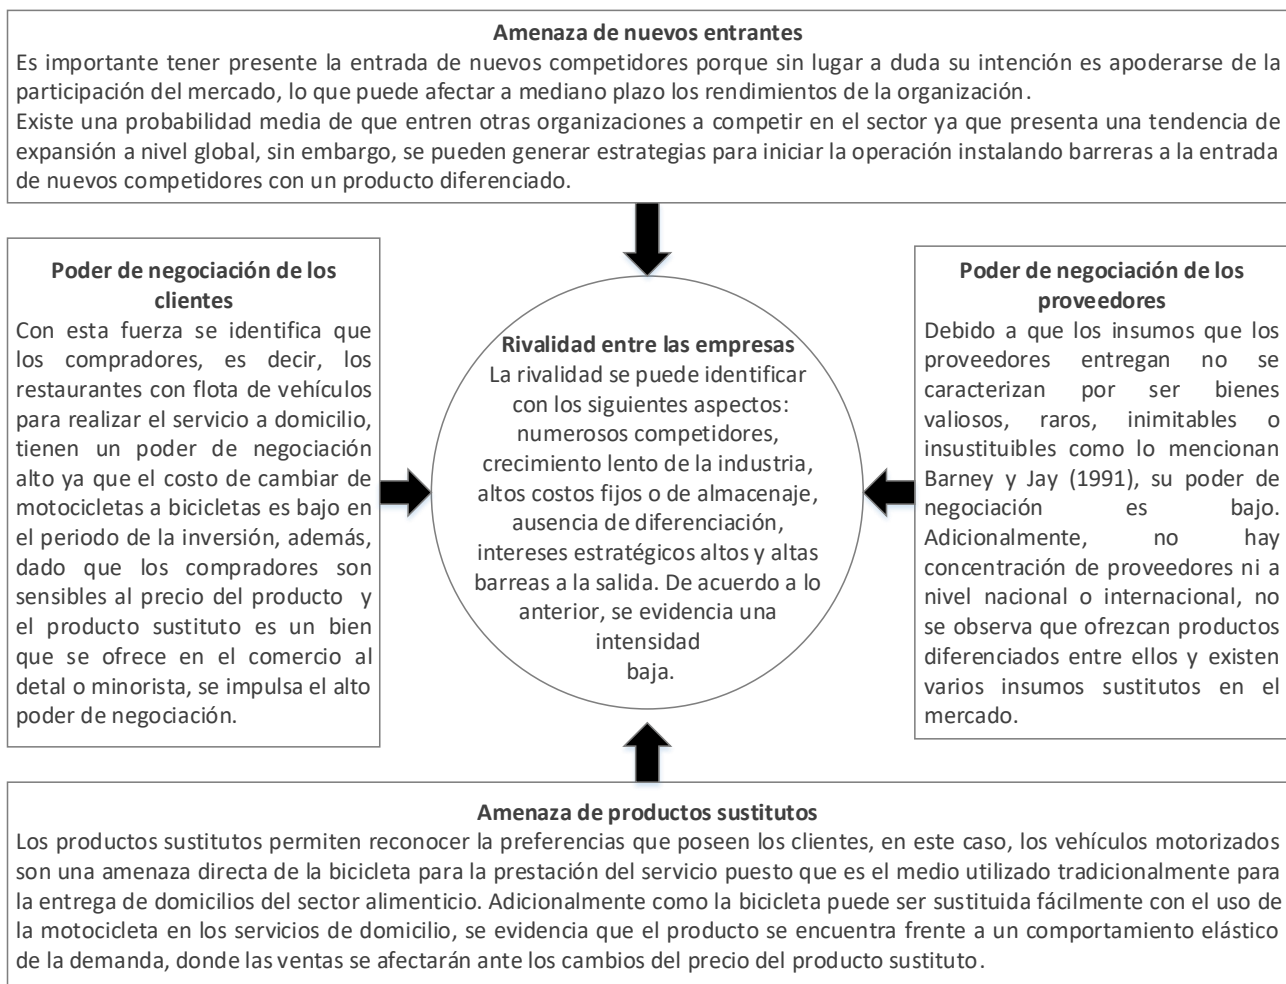 Amenaza de nuevos entrantes
Es importante tener presente la entrada de nuevos competidores porque sin lugar a duda su intención es apoderarse de la
participación del mercado, lo que puede afectar a mediano plazo los rendimientos de la organización.
Existe una probabilidad media de que entren otras organizaciones a competir en el sector ya que presenta una tendencia de
expansión a nivel global, sin embargo, se pueden generar estrategias para iniciar la operación instalando barreras a la entrada
de nuevos competidores con un producto diferenciado.
Poder de negociación de los
clientes
Con esta fuerza se identifica que
los compradores, es decir, los
restaurantes con flota de vehículos
para realizar el servicio a domicilio,
tienen un poder de negociación
alto ya que el costo de cambiar de
motocicletas a bicicletas es bajo en
el periodo de la inversión, además,
dado que los compradores son
sensibles al precio del producto y
el producto sustituto es un bien
que se ofrece en el comercio al
detal o minorista, se impulsa el alto
poder de negociación.
Rivalidad entre las empresas
La rivalidad se puede identificar
con los siguientes aspectos:
numerosos competidores,
crecimiento lento de la industria,
altos costos fijos o de almacenaje,
ausencia de diferenciación,
intereses estratégicos altos y altas
barreas a la salida. De acuerdo a lo
anterior, se evidencia una
intensidad
baja.
Poder de negociación de los
proveedores
Debido a que los insumos que los
proveedores entregan no se
caracterizan por ser bienes
valiosos, raros, inimitables o
insustituibles como lo mencionan
Barney y Jay (1991), su poder de
negociación es bajo.
Adicionalmente, no hay
concentración de proveedores ni a
nivel nacional o internacional, no
se observa que ofrezcan productos
diferenciados entre ellos y existen
varios insumos sustitutos en el
mercado.
Amenaza de productos sustitutos
Los productos sustitutos permiten reconocer la preferencias que poseen los clientes, en este caso, los vehículos motorizados
son una amenaza directa de la bicicleta para la prestación del servicio puesto que es el medio utilizado tradicionalmente para
la entrega de domicilios del sector alimenticio. Adicionalmente como la bicicleta puede ser sustituida fácilmente con el uso de
la motocicleta en los servicios de domicilio, se evidencia que el producto se encuentra frente a un comportamiento elástico
de la demanda, donde las ventas se afectarán ante los cambios del precio del producto sustituto.